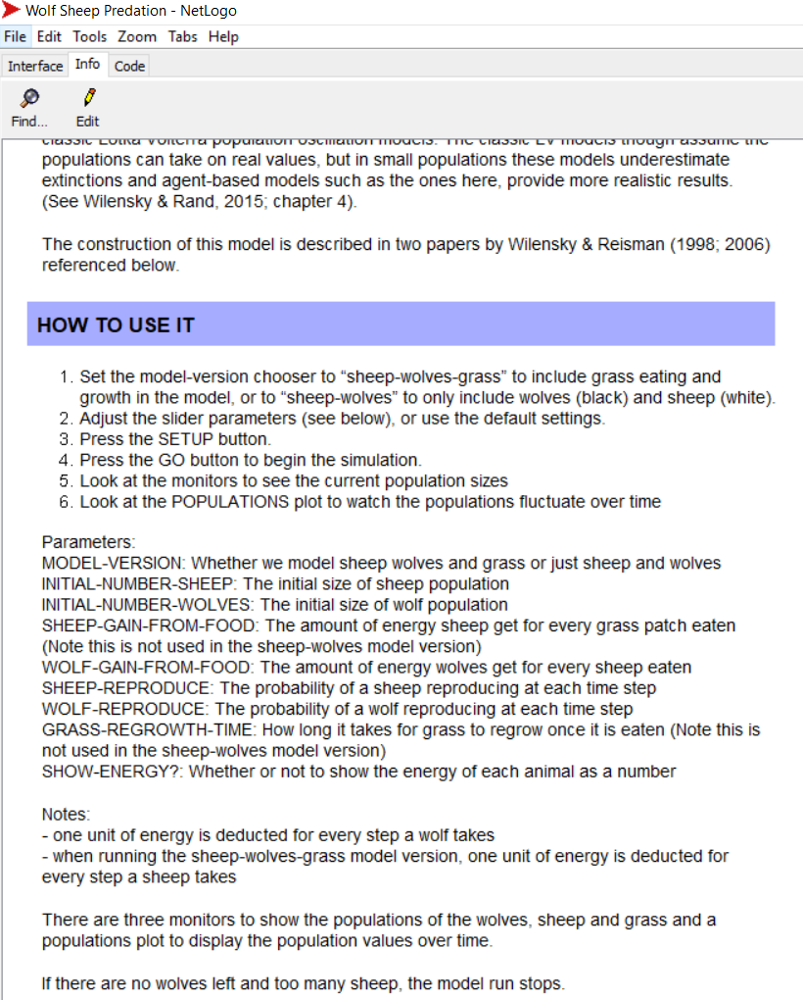 Wolf Sheep Predation - NetLogo
File Edit Tools Zoom Tabs Help
Interface Info Code
Find... Edit
classic Lotka Volterra population oscillation models. The classic LV models though assume the
populations can take on real values, but in small populations these models underestimate
extinctions and agent-based models such as the ones here, provide more realistic results.
(See Wilensky & Rand, 2015; chapter 4).
The construction of this model is described in two papers by Wilensky & Reisman (1998; 2006)
referenced below.
HOW TO USE IT
1. Set the model-version chooser to “sheep-wolves-grass” to include grass eating and
growth in the model, or to “sheep-wolves” to only include wolves (black) and sheep (white).
2. Adjust the slider parameters (see below), or use the default settings.
3. Press the SETUP button.
4. Press the GO button to begin the simulation.
5. Look at the monitors to see the current population sizes
6. Look at the POPULATIONS plot to watch the populations fluctuate over time
Parameters:
MODEL-VERSION: Whether we model sheep wolves and grass or just sheep and wolves
INITIAL-NUMBER-SHEEP: The initial size of sheep population
INITIAL-NUMBER-WOLVES: The initial size of wolf population
SHEEP-GAIN-FROM-FOOD: The amount of energy sheep get for every grass patch eaten
(Note this is not used in the sheep-wolves model version)
WOLF-GAIN-FROM-FOOD: The amount of energy wolves get for every sheep eaten
SHEEP-REPRODUCE: The probability of a sheep reproducing at each time step
WOLF-REPRODUCE: The probability of a wolf reproducing at each time step
GRASS-REGROWTH-TIME: How long it takes for grass to regrow once it is eaten (Note this is
not used in the sheep-wolves model version)
SHOW-ENERGY?: Whether or not to show the energy of each animal as a number
Notes:
- one unit of energy is deducted for every step a wolf takes
- when running the sheep-wolves-grass model version, one unit of energy is deducted for
every step a sheep takes
There are three monitors to show the populations of the wolves, sheep and grass and a
populations plot to display the population values over time.
If there are no wolves left and too many sheep, the model run stops.